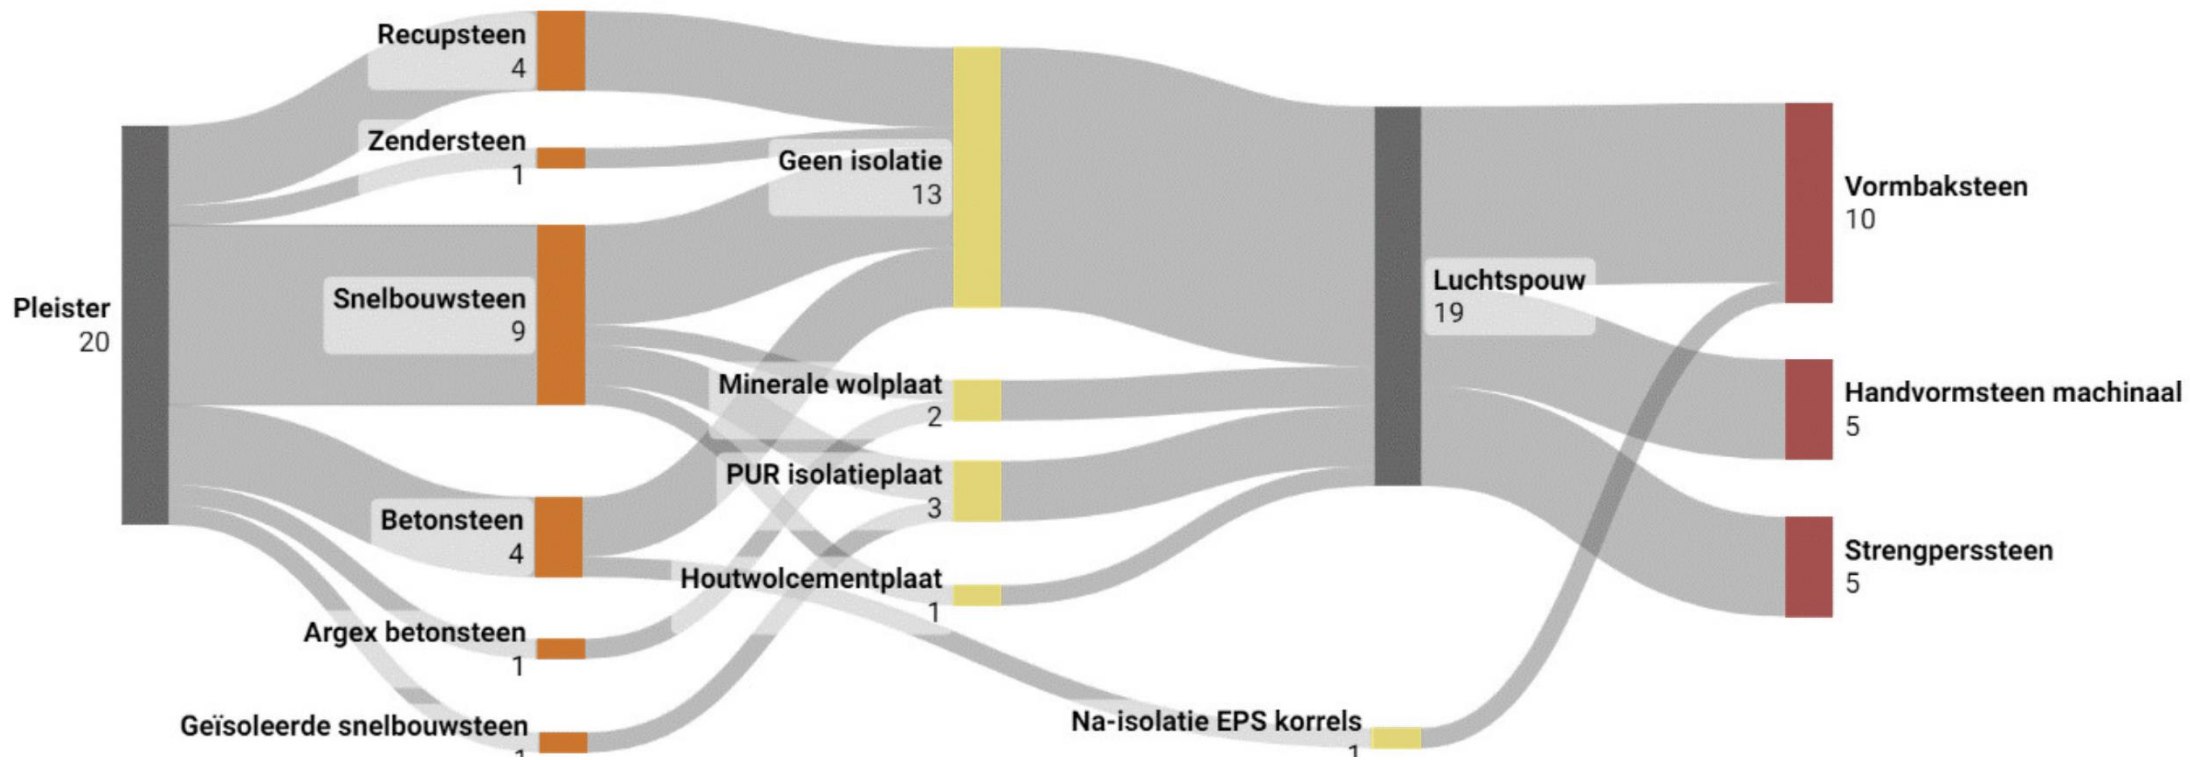 Recupsteen
4
Zendersteen
1
Geen isolatie
13
Vormbaksteen
10
Luchtspouw
19
Snelbouwsteen
9
Pleister
20
Minerale wolplaat
2
Handvormsteen machinaal
5
PUR isolatieplaat
3
Betonsteen
4
Strengperssteen
5
Houtwolcementplaat
1
Argex betonsteen
1
Geïsoleerde snelbouwsteen
1
Na-isolatie EPS korrels
1